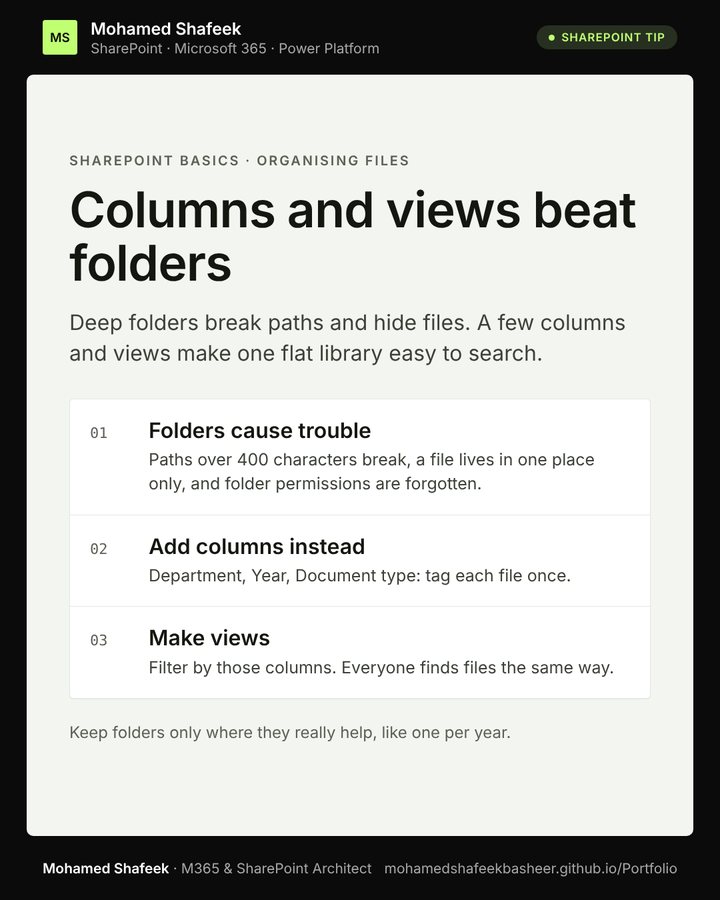 MS
Mohamed Shafeek
SharePoint · Microsoft 365 · Power Platform
SHAREPOINT TIP
SHAREPOINT BASICS · ORGANISING FILES
Columns and views beat
folders
Deep folders break paths and hide files. A few columns
and views make one flat library easy to search.
01
Folders cause trouble
Paths over 400 characters break, a file lives in one place
only, and folder permissions are forgotten.
02
Add columns instead
Department, Year, Document type: tag each file once.
03
Make views
Filter by those columns. Everyone finds files the same way.
Keep folders only where they really help, like one per year.
Mohamed Shafeek · M365 & SharePoint Architect
mohamedshafeekbasheer.github.io/Portfolio